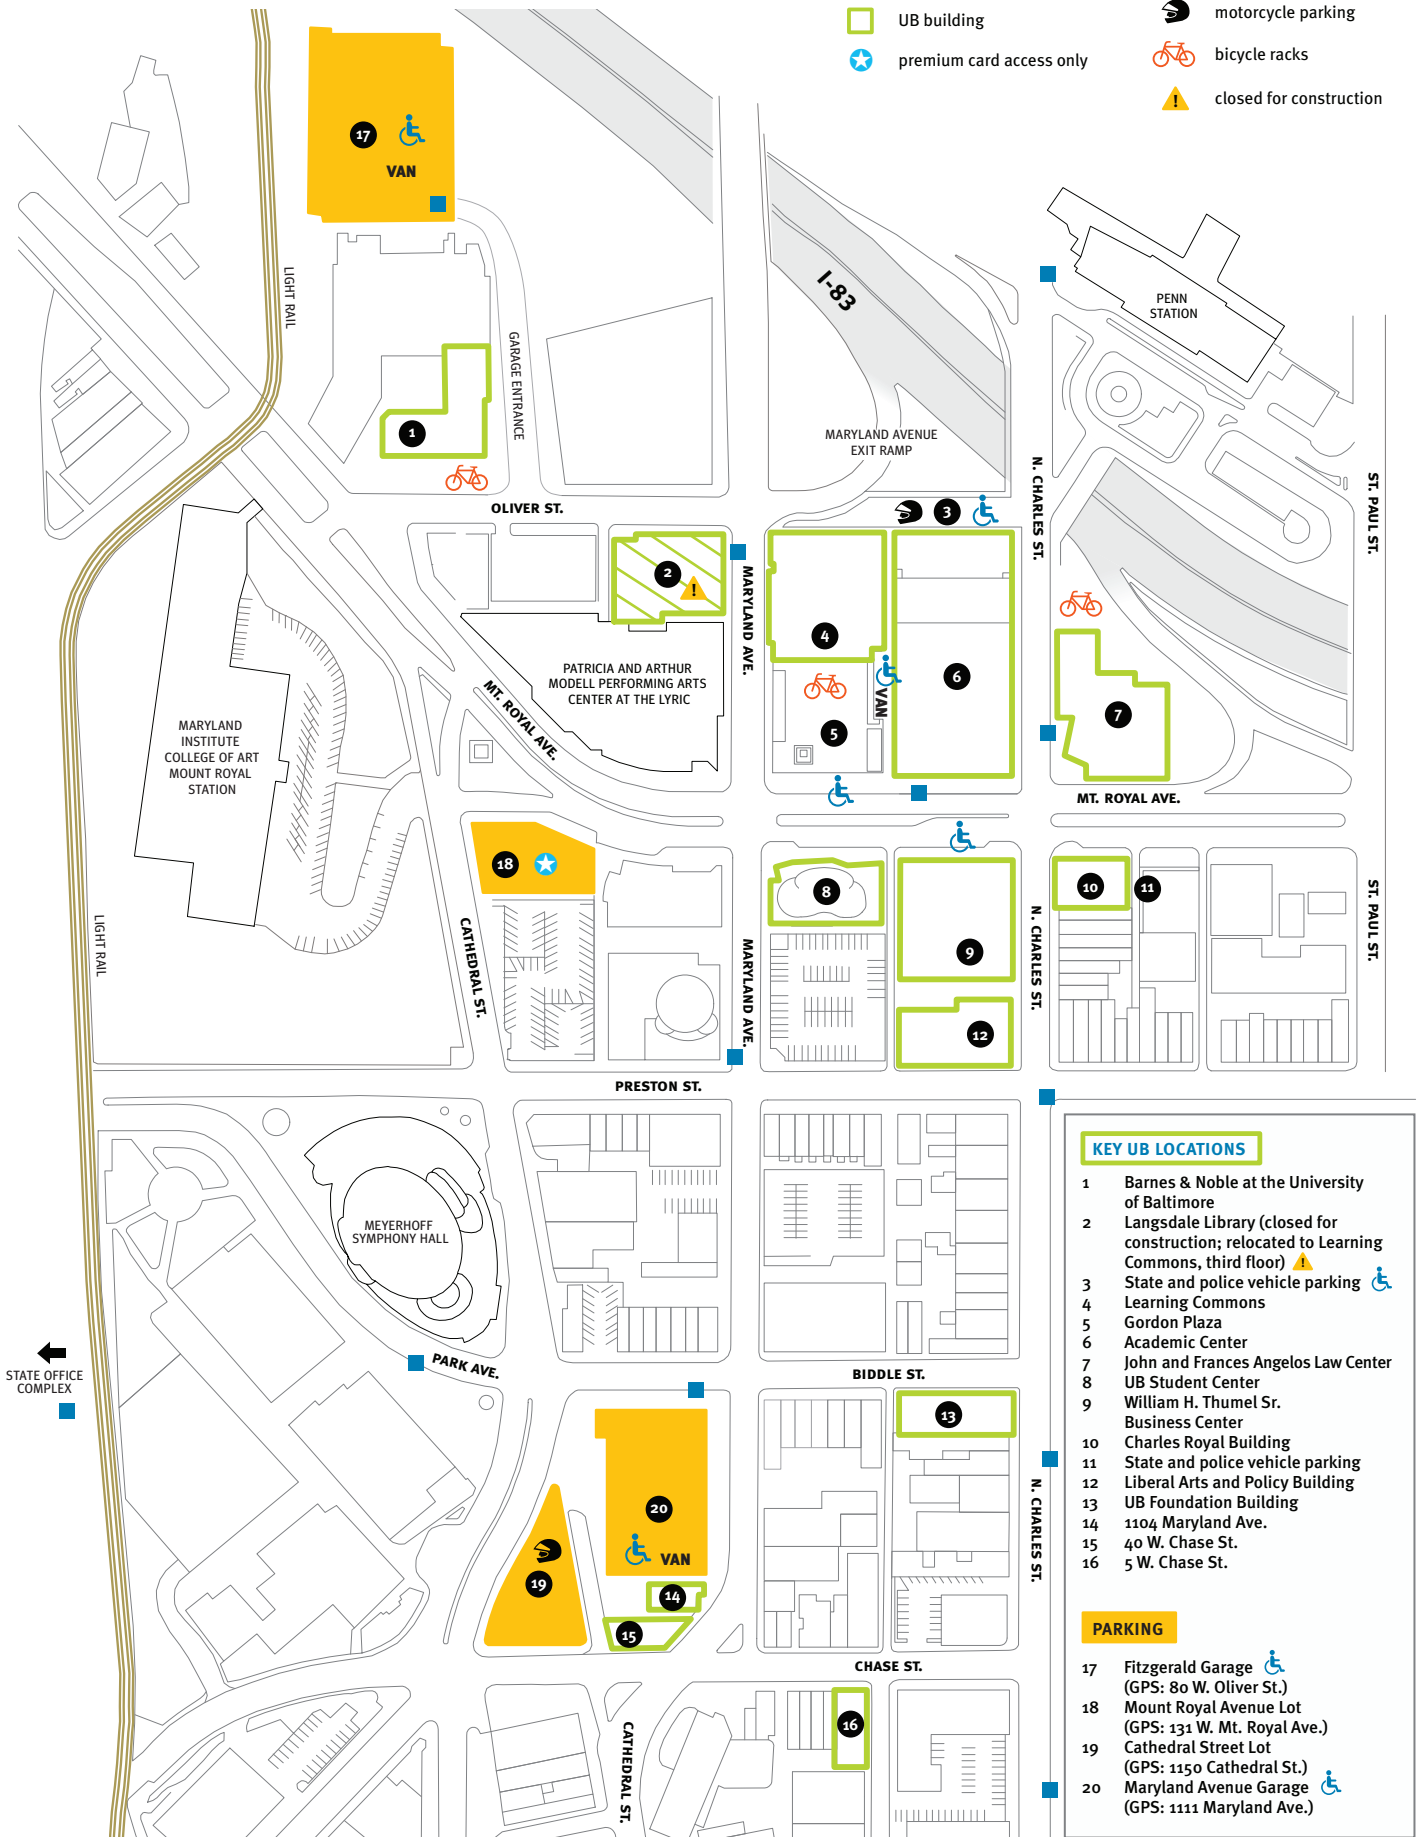 UB building
motorcycle parking
premium card access only
bicycle racks
! closed for construction
17
VAN
LIGHT RAIL
GARAGE ENTRANCE
1
I-83
PENN
STATION
MARYLAND AVENUE
EXIT RAMP
N. CHARLES ST.
ST. PAUL ST.
OLIVER ST.
3
2
!
MARYLAND AVE.
4
PATRICIA AND ARTHUR
MODELL PERFORMING ARTS
CENTER AT THE LYRIC
MT. ROYAL AVE.
VAN
6
5
7
MARYLAND
INSTITUTE
COLLEGE OF ART
MOUNT ROYAL
STATION
MT. ROYAL AVE.
18
8
10
11
LIGHT RAIL
CATHEDRAL ST.
MARYLAND AVE.
9
N. CHARLES ST.
ST. PAUL ST.
12
PRESTON ST.
MEYERHOFF
SYMPHONY HALL
STATE OFFICE
COMPLEX
PARK AVE.
BIDDLE ST.
13
20
VAN
19
14
15
N. CHARLES ST.
CHASE ST.
16
CATHEDRAL ST.
KEY UB LOCATIONS
1 Barnes & Noble at the University
of Baltimore
2 Langsdale Library (closed for
construction; relocated to Learning
Commons, third floor) !
3 State and police vehicle parking
4 Learning Commons
5 Gordon Plaza
6 Academic Center
7 John and Frances Angelos Law Center
8 UB Student Center
9 William H. Thumel Sr.
Business Center
10 Charles Royal Building
11 State and police vehicle parking
12 Liberal Arts and Policy Building
13 UB Foundation Building
14 1104 Maryland Ave.
15 40 W. Chase St.
16 5 W. Chase St.
PARKING
17 Fitzgerald Garage
(GPS: 80 W. Oliver St.)
18 Mount Royal Avenue Lot
(GPS: 131 W. Mt. Royal Ave.)
19 Cathedral Street Lot
(GPS: 1150 Cathedral St.)
20 Maryland Avenue Garage
(GPS: 1111 Maryland Ave.)